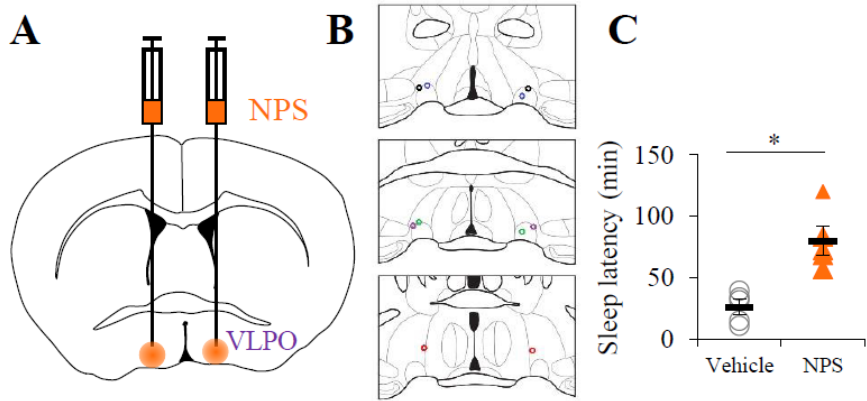 A
B
C
NPS
VLPO
*
Sleep latency (min)
150
100
50
0
Vehicle
NPS